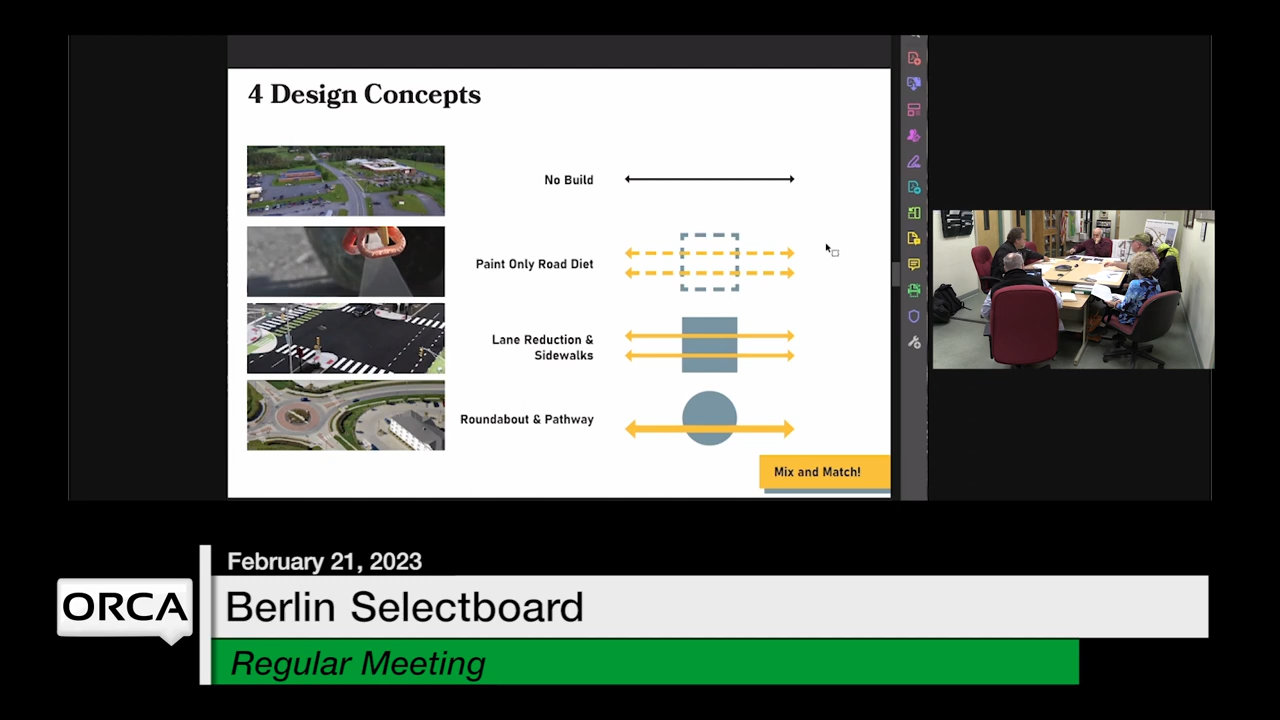 4 Design Concepts
No Build
Paint Only Road Diet
Lane Reduction &
Sidewalks
Roundabout & Pathway
Mix and Match!
February 21, 2023
ORCA
Berlin Selectboard
Regular Meeting